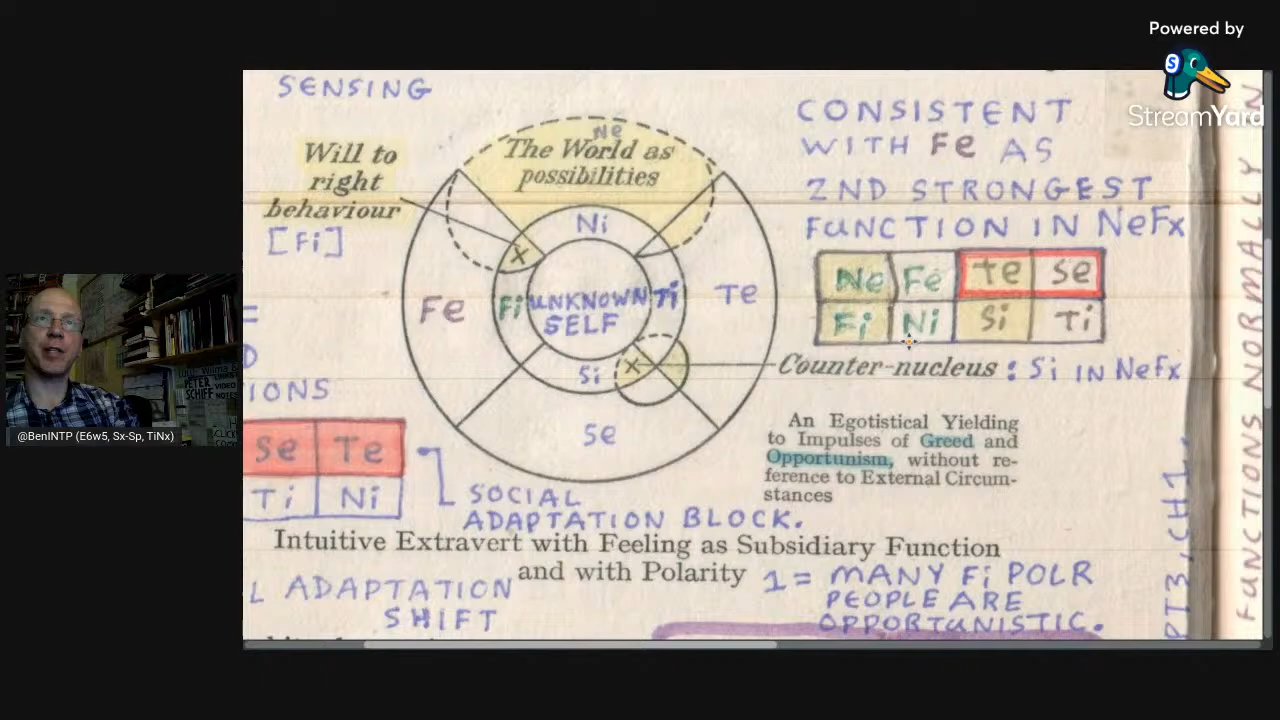 Powered by
StreamYard
SENSING
Will to
right
behaviour
[Fi]
Ne
The World as
possibilities
Ni
Fe
Fi
UNKNOWN
SELF
Ti
Te
Si
Se
X
X
CONSISTENT
WITH Fe AS
2ND STRONGEST
FUNCTION IN NeFx
Ne Fe te se
Fi Ni Si Ti
Counter-nucleus : Si IN NeFx
An Egotistical Yielding
to Impulses of Greed and
Opportunism, without re-
ference to External Circum-
stances
IONS
Se Te
Ti Ni
SOCIAL
ADAPTATION BLOCK.
Intuitive Extravert with Feeling as Subsidiary Function
and with Polarity
L ADAPTATION
SHIFT
1 = MANY Fi POLR
PEOPLE ARE
OPPORTUNISTIC.
PT3, CH1.
FUNCTIONS NORMALLY
PETER
SCHIFF
@BenINTP (E6w5, Sx-Sp, TiNx)